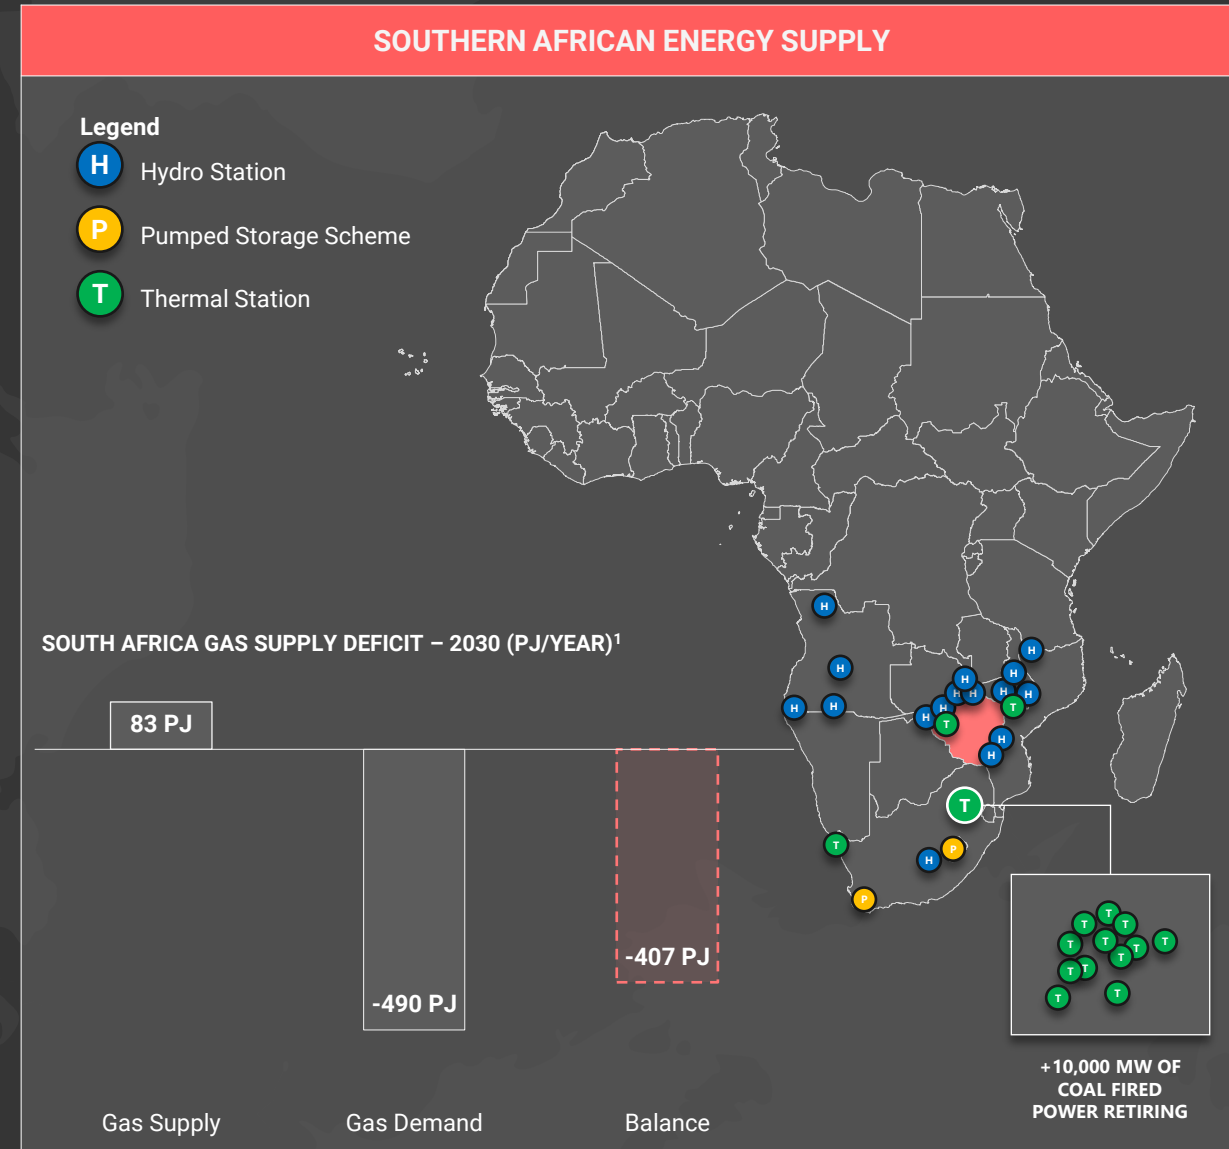 SOUTHERN AFRICAN ENERGY SUPPLY
Legend
H Hydro Station
P Pumped Storage Scheme
T Thermal Station
SOUTH AFRICA GAS SUPPLY DEFICIT – 2030 (PJ/YEAR)¹
83 PJ
-490 PJ
-407 PJ
Gas Supply
Gas Demand
Balance
H
H
H
H
H
H
H
H
H
H
H
H
H
T
T
H
H
T
T
H
P
P
T
T
T
T
T
T
T
T
T
T
T
T
+10,000 MW OF
COAL FIRED
POWER RETIRING